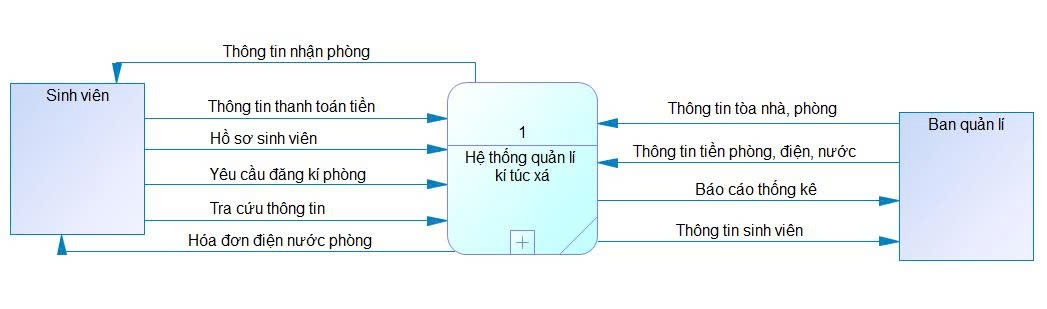 Thông tin nhận phòng
Sinh viên
Thông tin thanh toán tiền
Hồ sơ sinh viên
Yêu cầu đăng kí phòng
Tra cứu thông tin
Hóa đơn điện nước phòng
1
Hệ thống quản lí
kí túc xá
Thông tin tòa nhà, phòng
Thông tin tiền phòng, điện, nước
Báo cáo thống kê
Thông tin sinh viên
Ban quản lí